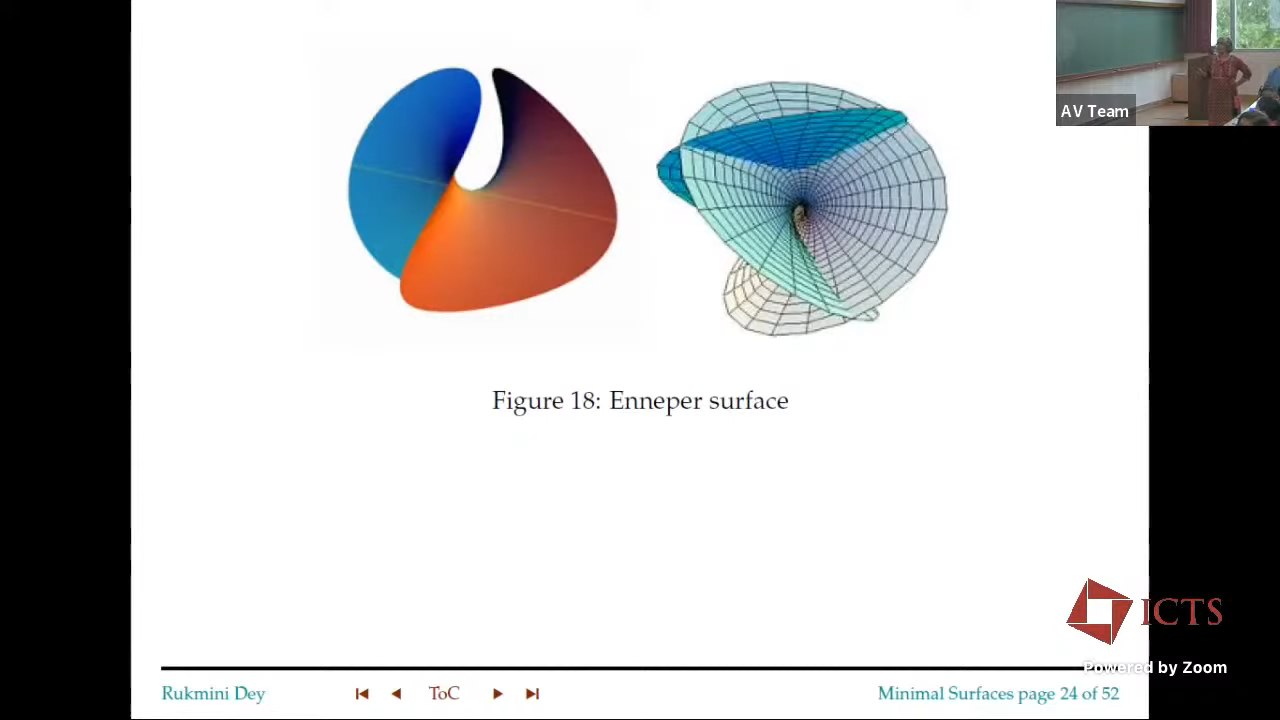 AV Team
Figure 18: Enneper surface
ICTS
Powered by Zoom
Rukmini Dey
ToC
Minimal Surfaces page 24 of 52